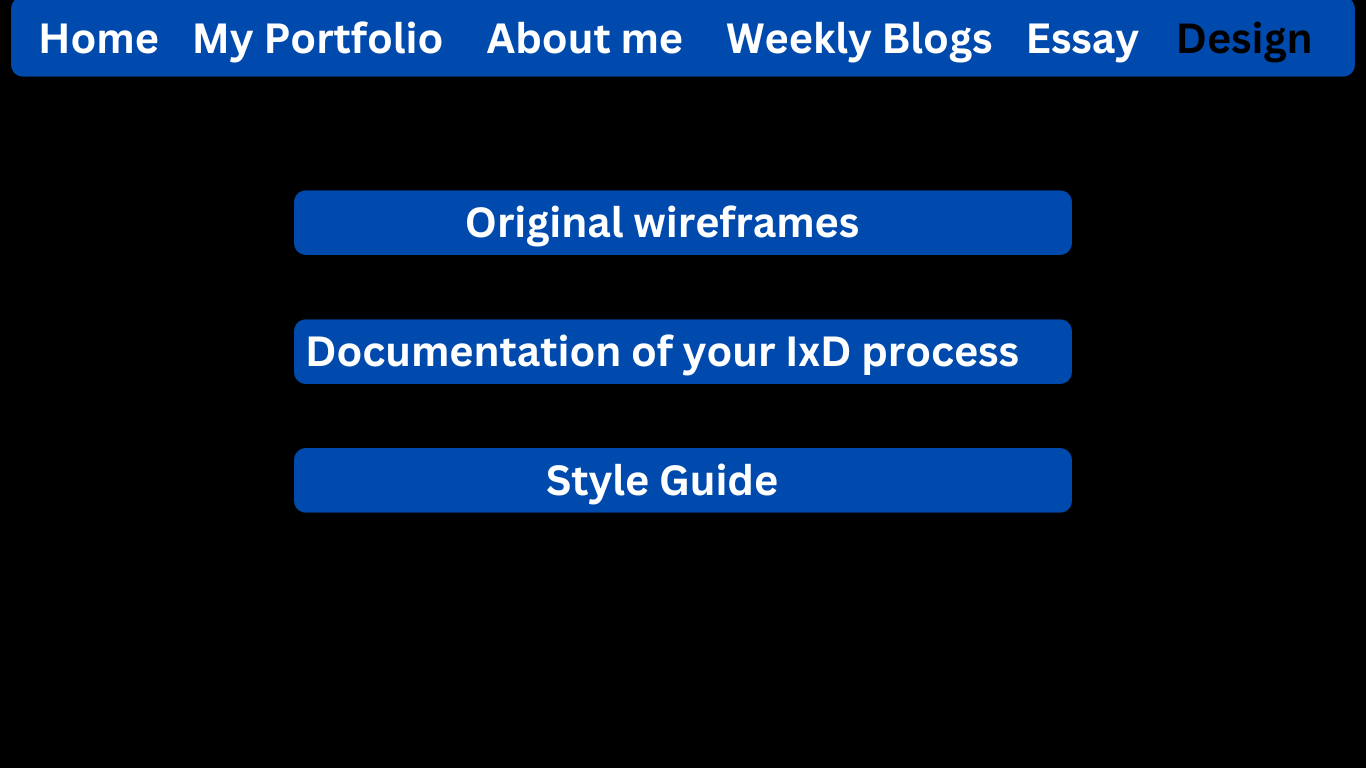 Home My Portfolio About me Weekly Blogs Essay Design
Original wireframes
Documentation of your IxD process
Style Guide